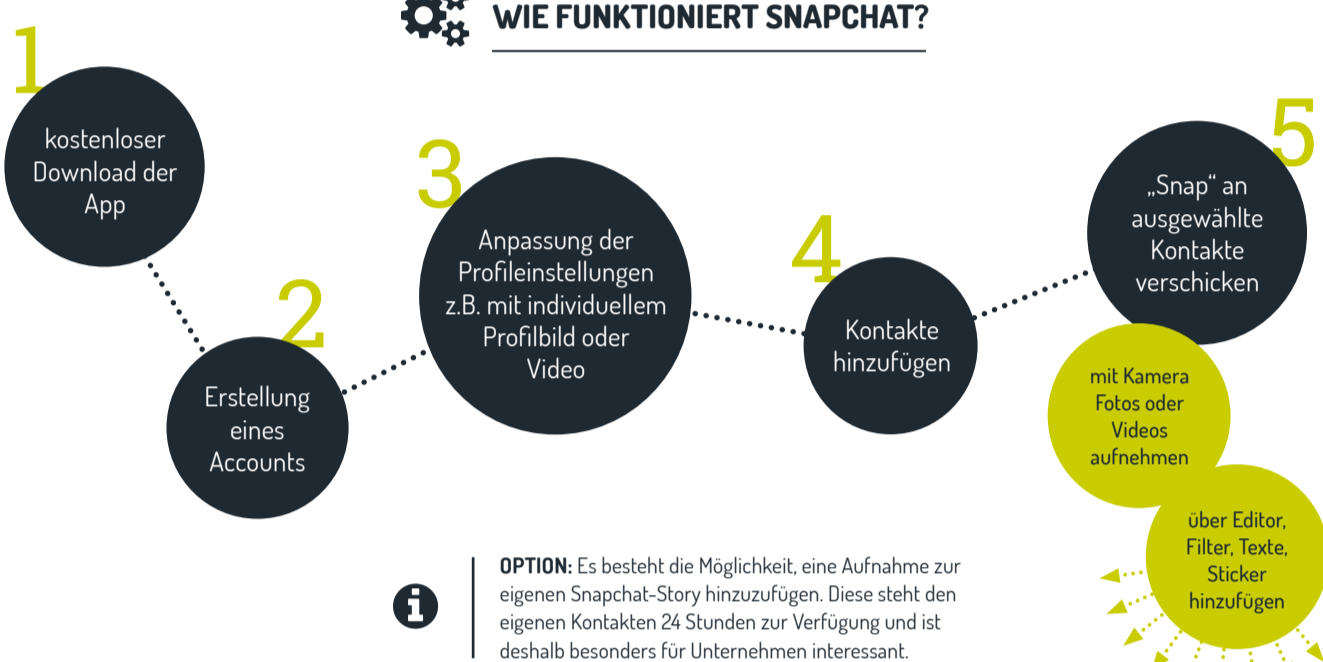 WIE FUNKTIONIERT SNAPCHAT?
1
kostenloser
Download der
App
2
Erstellung
eines
Accounts
3
Anpassung der
Profileinstellungen
z.B. mit individuellem
Profilbild oder
Video
4
Kontakte
hinzufügen
5
„Snap“ an
ausgewählte
Kontakte
verschicken
mit Kamera
Fotos oder
Videos
aufnehmen
über Editor,
Filter, Texte,
Sticker
hinzufügen
OPTION: Es besteht die Möglichkeit, eine Aufnahme zur
eigenen Snapchat-Story hinzuzufügen. Diese steht den
eigenen Kontakten 24 Stunden zur Verfügung und ist
deshalb besonders für Unternehmen interessant.